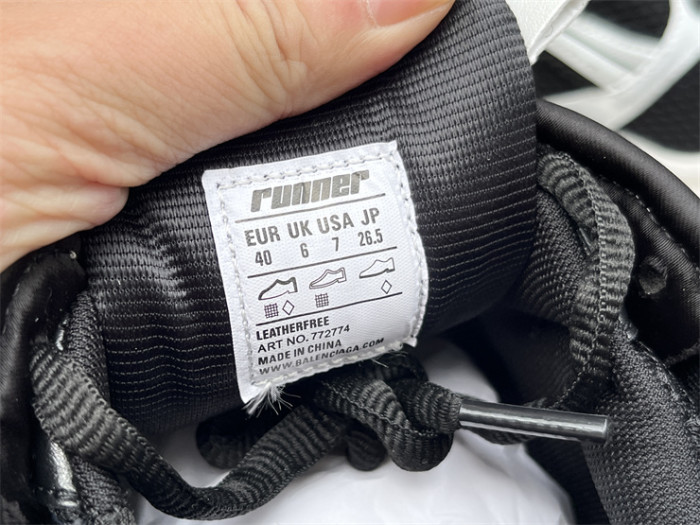 runner
EUR UK USA JP
40 6 7 26.5
LEATHERFREE
ART NO. 772774
MADE IN CHINA
WWW.BALENCIAGA.COM